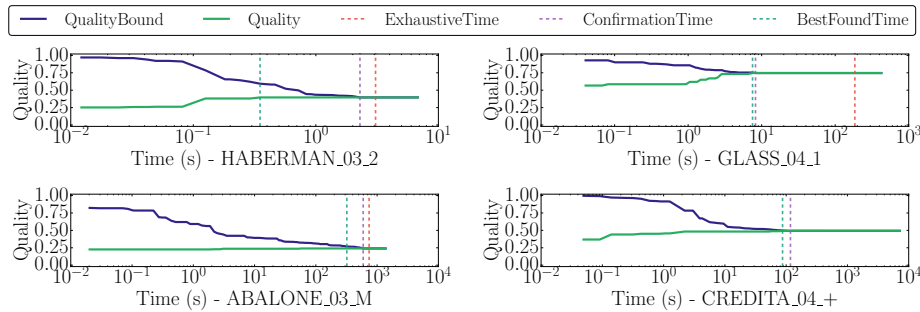 QualityBound Quality ExhaustiveTime ConfirmationTime BestFoundTime
Quality
1.00
0.75
0.50
0.25
0.00
10^-2 10^-1 10^0 10^1
Time (s) - HABERMAN_03_2
Quality
1.00
0.75
0.50
0.25
0.00
10^-2 10^-1 10^0 10^1 10^2 10^3
Time (s) - GLASS_04_1
Quality
1.00
0.75
0.50
0.25
0.00
10^-2 10^-1 10^0 10^1 10^2 10^3 10^4
Time (s) - ABALONE_03_M
Quality
1.00
0.75
0.50
0.25
0.00
10^-2 10^-1 10^0 10^1 10^2 10^3 10^4
Time (s) - CREDITA_04_+